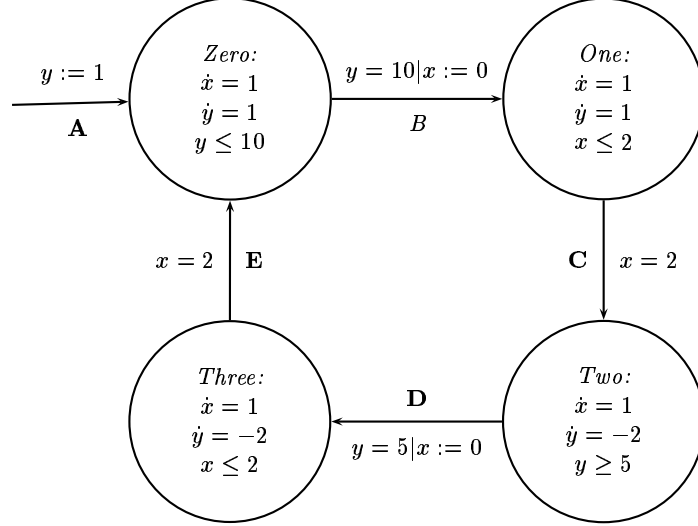 y := 1
A
Zero:
ẋ = 1
ẏ = 1
y ≤ 10
y = 10|x := 0
B
One:
ẋ = 1
ẏ = 1
x ≤ 2
x = 2
E
C
x = 2
Three:
ẋ = 1
ẏ = −2
x ≤ 2
D
y = 5|x := 0
Two:
ẋ = 1
ẏ = −2
y ≥ 5